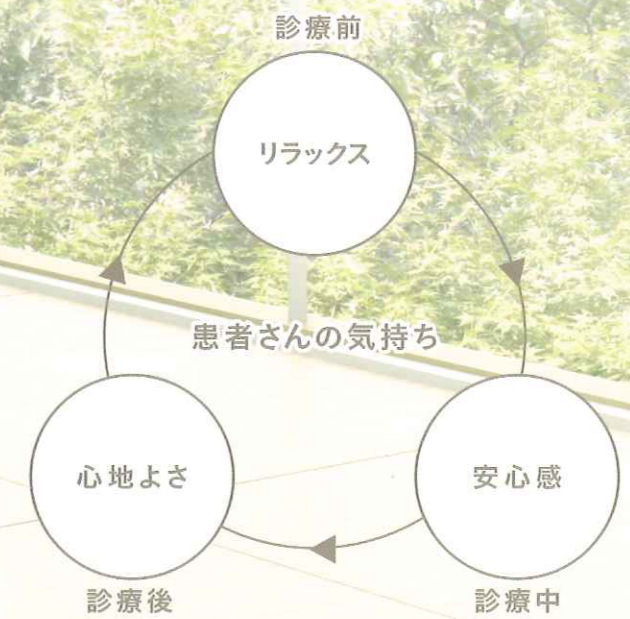 診療前
リラックス
患者さんの気持ち
心地よさ
安心感
診療後
診療中